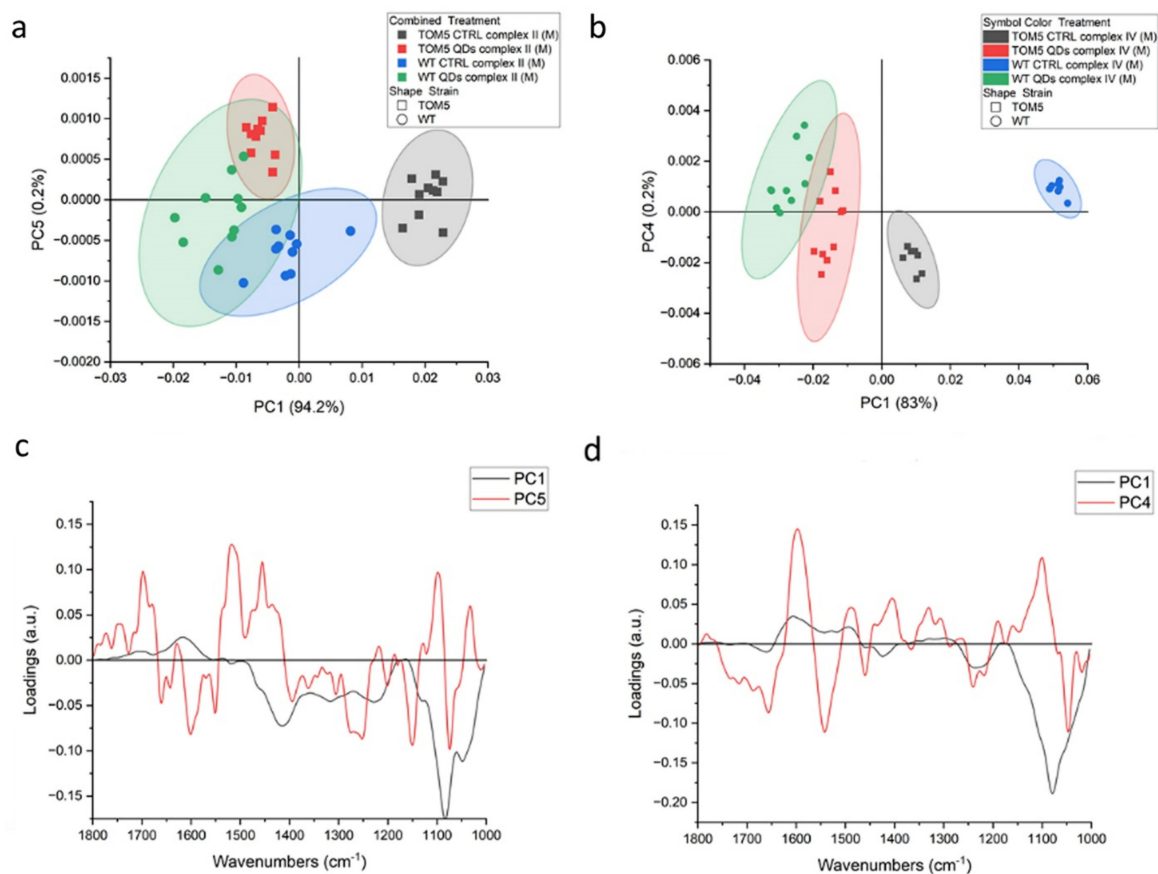 a
Combined Treatment
TOM5 CTRL complex II (M)
TOM5 QDs complex II (M)
WT CTRL complex II (M)
WT QDs complex II (M)
Shape Strain
TOM5
WT
0.0015
0.0010
0.0005
0.0000
−0.0005
−0.0010
−0.0015
−0.0020
PC5 (0.2%)
−0.03
−0.02
−0.01
0.00
0.01
0.02
0.03
PC1 (94.2%)
b
Symbol Color Treatment
TOM5 CTRL complex IV (M)
TOM5 QDs complex IV (M)
WT CTRL complex IV (M)
WT QDs complex IV (M)
Shape Strain
TOM5
WT
0.006
0.004
0.002
0.000
−0.002
−0.004
−0.006
PC4 (0.2%)
−0.04
−0.02
0.00
0.02
0.04
0.06
PC1 (83%)
c
PC1
PC5
0.15
0.10
0.05
0.00
−0.05
−0.10
−0.15
Loadings (a.u.)
1800
1700
1600
1500
1400
1300
1200
1100
1000
Wavenumbers (cm⁻¹)
d
PC1
PC4
0.15
0.10
0.05
0.00
−0.05
−0.10
−0.15
−0.20
Loadings (a.u.)
1800
1700
1600
1500
1400
1300
1200
1100
1000
Wavenumbers (cm⁻¹)